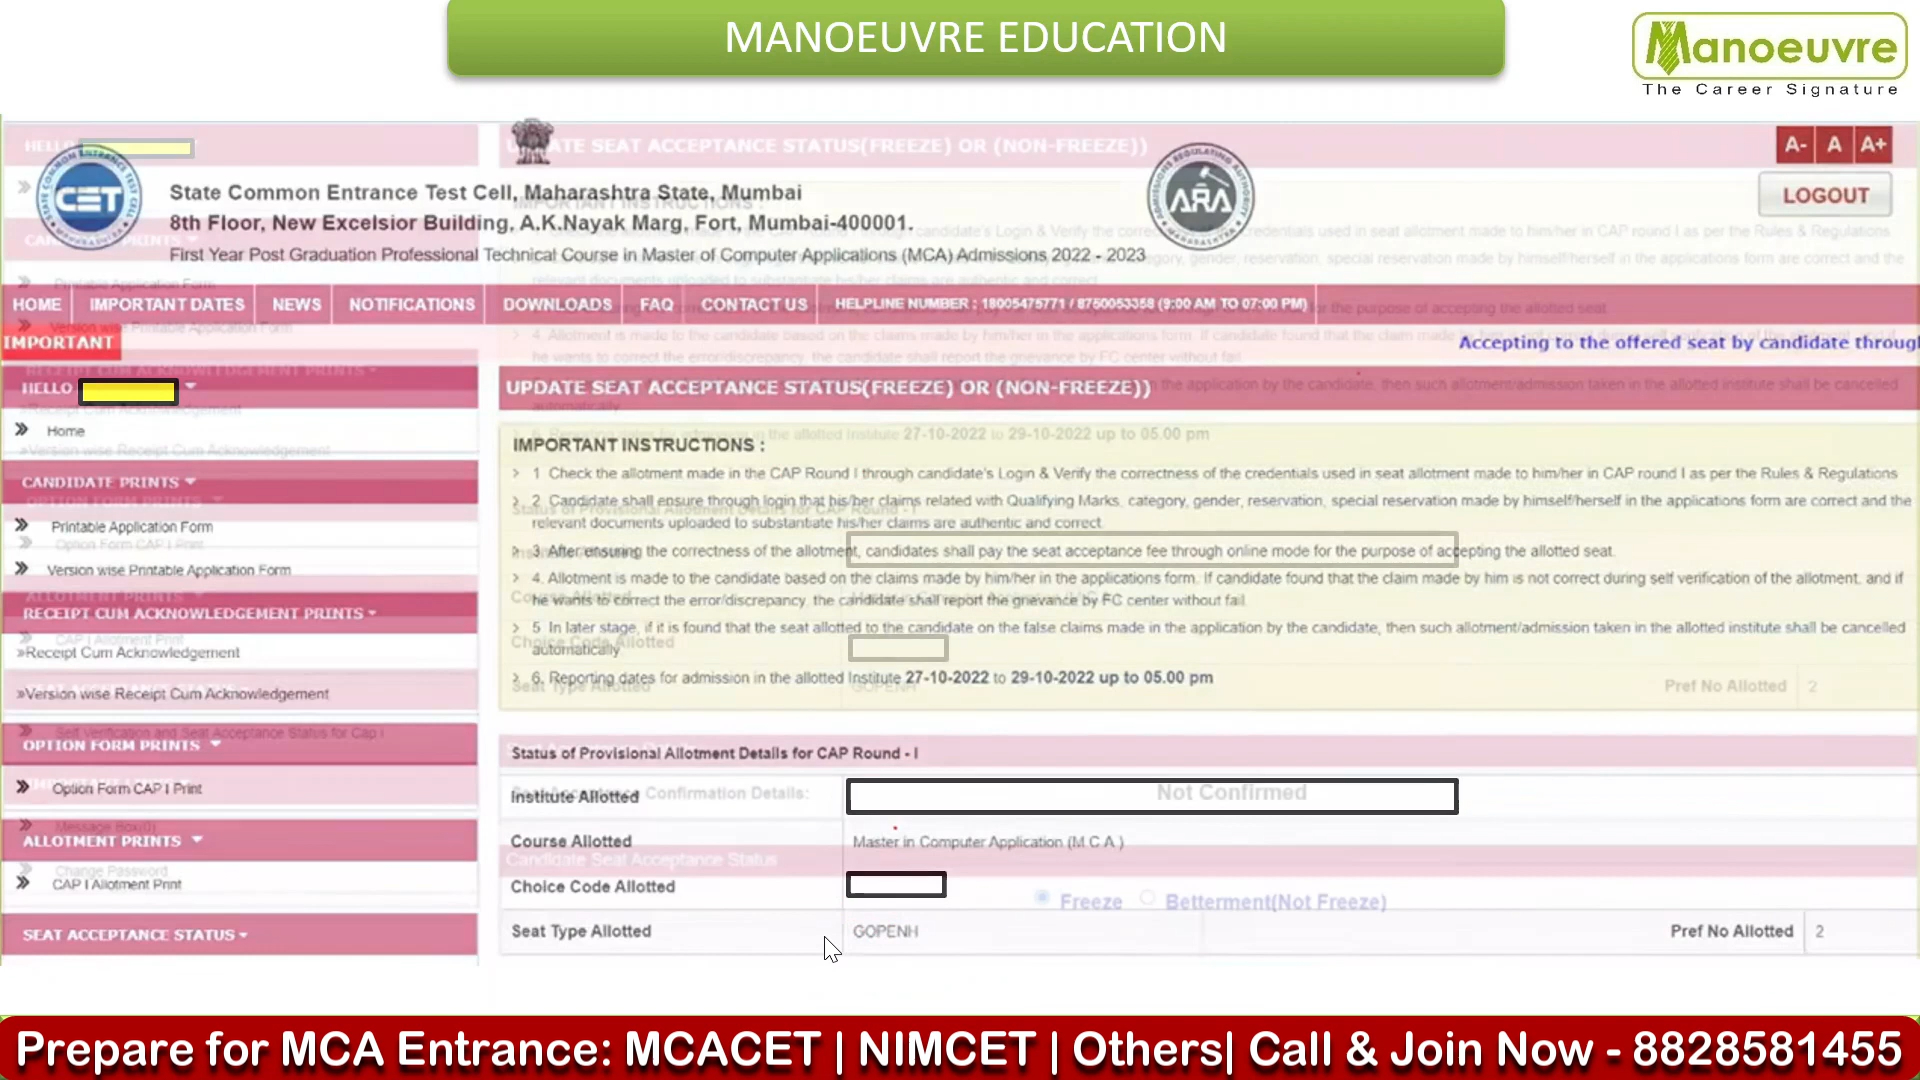 MANOEUVRE EDUCATION
Manoeuvre
The Career Signature
UPDATE SEAT ACCEPTANCE STATUS(FREEZE) OR (NON-FREEZE))
A- A A+
LOGOUT
CET
ARA
State Common Entrance Test Cell, Maharashtra State, Mumbai
8th Floor, New Excelsior Building, A.K.Nayak Marg, Fort, Mumbai-400001.
First Year Post Graduation Professional Technical Course in Master of Computer Applications (MCA) Admissions 2022 - 2023
HOME IMPORTANT DATES NEWS NOTIFICATIONS DOWNLOADS FAQ CONTACT US HELPLINE NUMBER : 18005475771 / 8750053358 (9:00 AM TO 07:00 PM)
IMPORTANT
Accepting to the offered seat by candidate throug
HELLO
Home
CANDIDATE PRINTS
Printable Application Form
Version wise Printable Application Form
RECEIPT CUM ACKNOWLEDGEMENT PRINTS
»Receipt Cum Acknowledgement
»Version wise Receipt Cum Acknowledgement
OPTION FORM PRINTS
Option Form CAP I Print
ALLOTMENT PRINTS
CAP I Allotment Print
SEAT ACCEPTANCE STATUS
UPDATE SEAT ACCEPTANCE STATUS(FREEZE) OR (NON-FREEZE))
IMPORTANT INSTRUCTIONS :
1 Check the allotment made in the CAP Round I through candidate's Login & Verify the correctness of the credentials used in seat allotment made to him/her in CAP round I as per the Rules & Regulations
2. Candidate shall ensure through login that his/her claims related with Qualifying Marks, category, gender, reservation, special reservation made by himself/herself in the applications form are correct and the
relevant documents uploaded to substantiate his/her claims are authentic and correct
3. After ensuring the correctness of the allotment, candidates shall pay the seat acceptance fee through online mode for the purpose of accepting the allotted seat.
4. Allotment is made to the candidate based on the claims made by him/her in the applications form. If candidate found that the claim made by him is not correct during self verification of the allotment, and if
he wants to correct the error/discrepancy, the candidate shall report the grievance by FC center without fail.
5 In later stage, if it is found that the seat allotted to the candidate on the false claims made in the application by the candidate, then such allotment/admission taken in the allotted institute shall be cancelled
automatically
6. Reporting dates for admission in the allotted Institute 27-10-2022 to 29-10-2022 up to 05.00 pm
Pref No Allotted 2
Status of Provisional Allotment Details for CAP Round - I
Institute Allotted
Confirmation Details: Not Confirmed
Course Allotted Master in Computer Application (M C A )
Candidate Seat Acceptance Status
Choice Code Allotted
Freeze Betterment(Not Freeze)
Seat Type Allotted GOPENH Pref No Allotted 2
Prepare for MCA Entrance: MCACET | NIMCET | Others| Call & Join Now - 8828581455